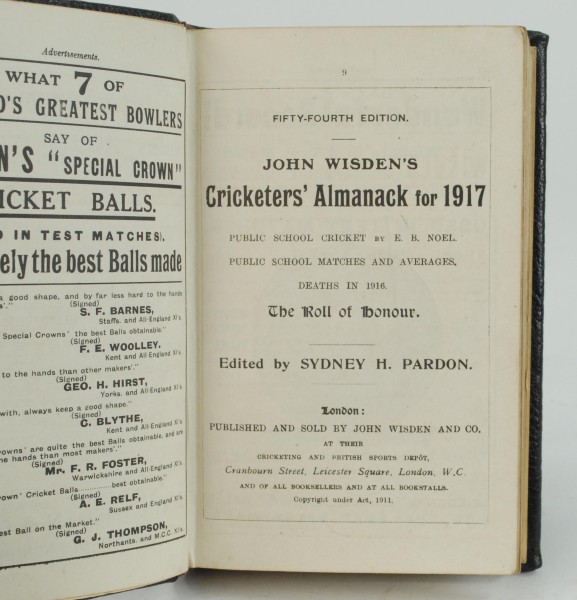 Advertisements.
WHAT 7 OF
D'S GREATEST BOWLERS
SAY OF
N'S "SPECIAL CROWN"
ICKET BALLS.
D IN TEST MATCHES).
ely the best Balls made
a good shape, and by far less hard to the hands
(Signed)
S. F. BARNES,
Staffs. and All-England XI's.
Special Crowns' the best Balls obtainable."
(Signed)
F. E. WOOLLEY.
Kent and All-England XI's.
to the hands than other makers'."
(Signed)
GEO. H. HIRST,
Yorks. and All-England XI's.
with, always keep a good shape."
(Signed)
C. BLYTHE,
Kent and All-England XI's.
rowns' are quite the best Balls obtainable, and are
he hands than most makers'."
(Signed)
Mr. F. R. FOSTER,
Warwickshire and All-England XI's.
rown' Cricket Balls ......... best obtainable."
(Signed)
A. E. RELF,
Sussex and England XI's.
est Ball on the Market."
(Signed)
G. J. THOMPSON,
Northants. and M.C.C. XI's.
9
FIFTY-FOURTH EDITION.
JOHN WISDEN'S
Cricketers' Almanack for 1917
PUBLIC SCHOOL CRICKET BY E. B. NOEL.
PUBLIC SCHOOL MATCHES AND AVERAGES.
DEATHS IN 1916.
The Roll of Honour.
Edited by SYDNEY H. PARDON.
London:
PUBLISHED AND SOLD BY JOHN WISDEN AND CO.
AT THEIR
CRICKETING AND BRITISH SPORTS DEPÔT,
Cranbourn Street, Leicester Square, London, W.C.
AND OF ALL BOOKSELLERS AND AT ALL BOOKSTALLS.
Copyright under Act, 1911.